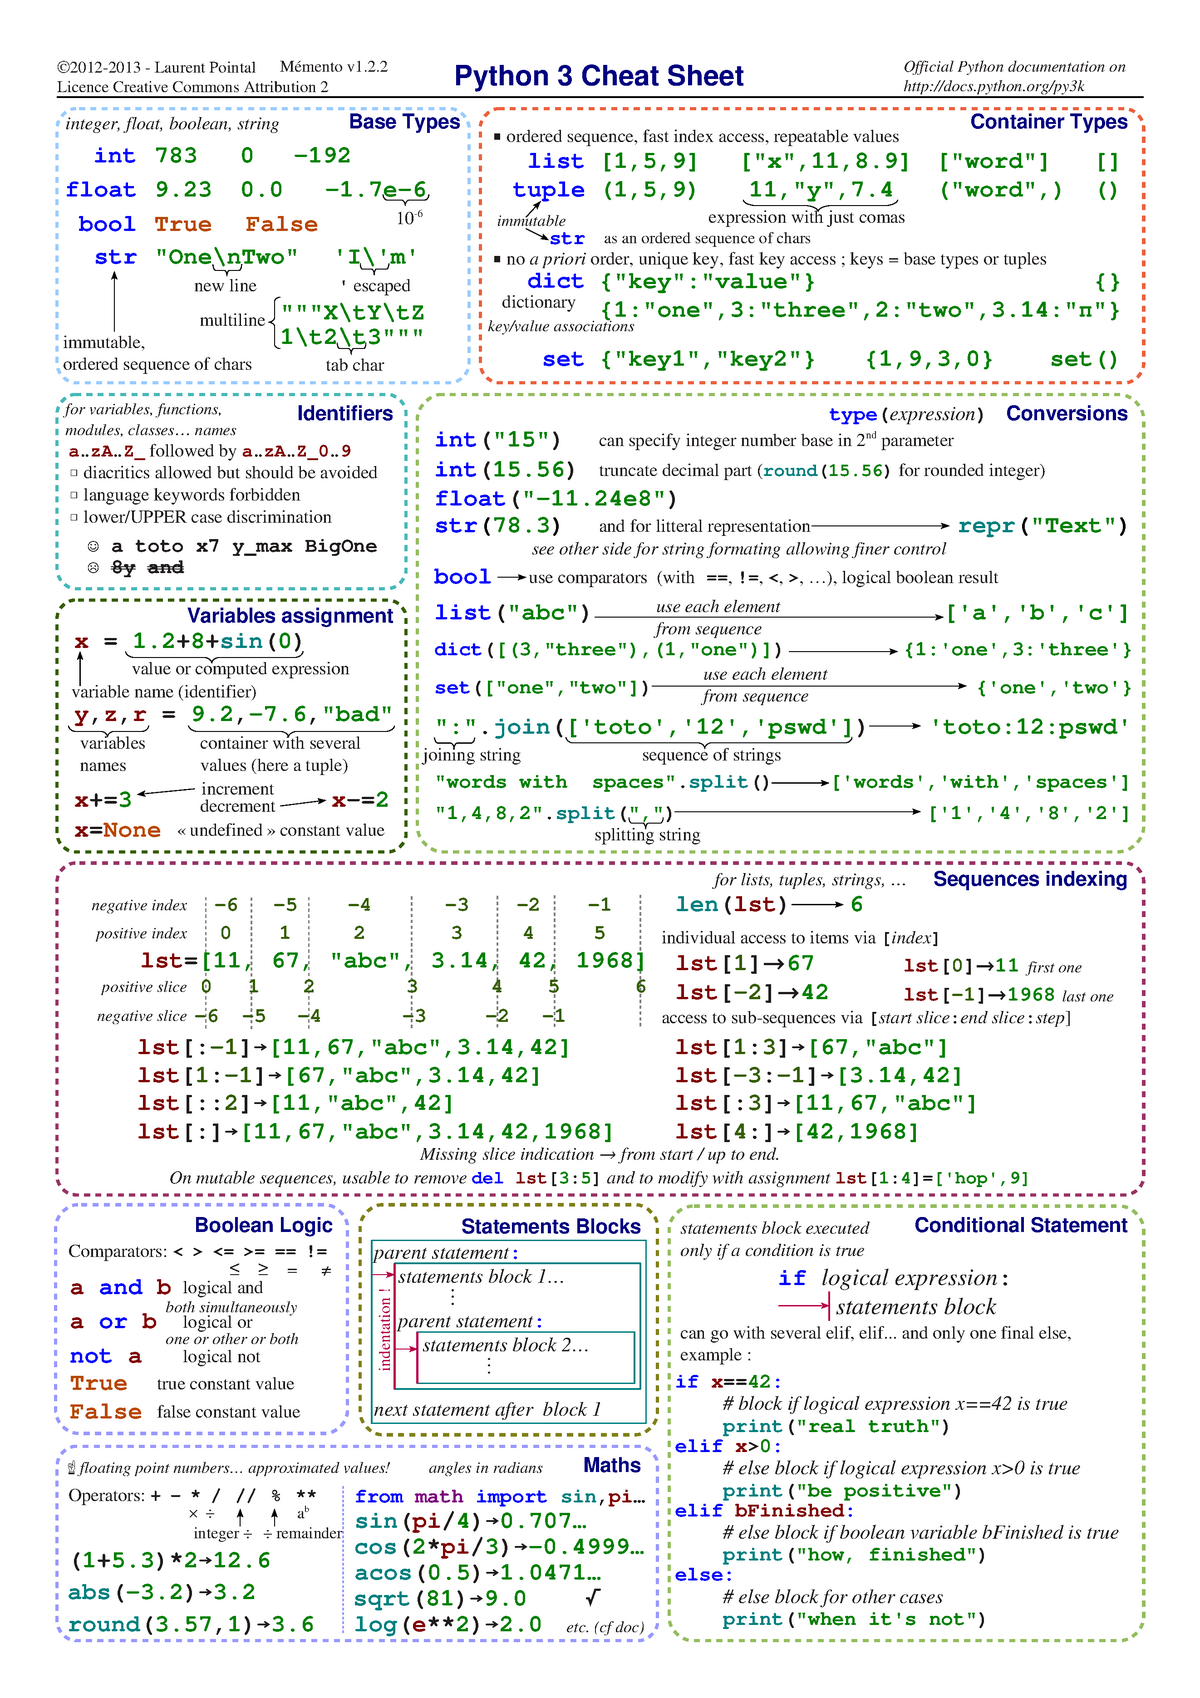 ©2012-2013 - Laurent Pointal Mémento v1.2.2
Licence Creative Commons Attribution 2
Python 3 Cheat Sheet
Official Python documentation on
http://docs.python.org/py3k
integer, float, boolean, string Base Types
int 783 0 -192
float 9.23 0.0 -1.7e-6
10-6
bool True False
str "One\nTwo" 'I\'m'
new line ' escaped
multiline """X\tY\tZ
1\t2\t3"""
immutable,
ordered sequence of chars tab char
Container Types
▪ ordered sequence, fast index access, repeatable values
list [1,5,9] ["x",11,8.9] ["word"] []
tuple (1,5,9) 11,"y",7.4 ("word",) ()
immutable expression with just comas
str as an ordered sequence of chars
▪ no a priori order, unique key, fast key access ; keys = base types or tuples
dict {"key":"value"} {}
dictionary {1:"one",3:"three",2:"two",3.14:"π"}
key/value associations
set {"key1","key2"} {1,9,3,0} set()
for variables, functions, Identifiers
modules, classes… names
a..zA..Z_ followed by a..zA..Z_0..9
□ diacritics allowed but should be avoided
□ language keywords forbidden
□ lower/UPPER case discrimination
☺ a toto x7 y_max BigOne
☹ 8y and
Variables assignment
x = 1.2+8+sin(0)
value or computed expression
variable name (identifier)
y,z,r = 9.2,-7.6,"bad"
variables container with several
names values (here a tuple)
x+=3 increment
decrement x-=2
x=None « undefined » constant value
type(expression) Conversions
int("15") can specify integer number base in 2nd parameter
int(15.56) truncate decimal part (round(15.56) for rounded integer)
float("-11.24e8")
str(78.3) and for litteral representation → repr("Text")
see other side for string formating allowing finer control
bool → use comparators (with ==, !=, <, >, …), logical boolean result
list("abc") use each element from sequence → ['a','b','c']
dict([(3,"three"),(1,"one")]) → {1:'one',3:'three'}
set(["one","two"]) use each element from sequence → {'one','two'}
":".join(['toto','12','pswd']) → 'toto:12:pswd'
joining string sequence of strings
"words with  spaces".split() → ['words','with','spaces']
"1,4,8,2".split(",") → ['1','4','8','2']
splitting string
for lists, tuples, strings, … Sequences indexing
negative index -6 -5 -4 -3 -2 -1
positive index 0 1 2 3 4 5
lst=[11, 67, "abc", 3.14, 42, 1968]
positive slice 0 1 2 3 4 5 6
negative slice -6 -5 -4 -3 -2 -1
len(lst) → 6
individual access to items via [index]
lst[1]→67 lst[0]→11 first one
lst[-2]→42 lst[-1]→1968 last one
access to sub-sequences via [start slice:end slice:step]
lst[:-1]→[11,67,"abc",3.14,42] lst[1:3]→[67,"abc"]
lst[1:-1]→[67,"abc",3.14,42] lst[-3:-1]→[3.14,42]
lst[::2]→[11,"abc",42] lst[:3]→[11,67,"abc"]
lst[:]→[11,67,"abc",3.14,42,1968] lst[4:]→[42,1968]
Missing slice indication → from start / up to end.
On mutable sequences, usable to remove del lst[3:5] and to modify with assignment lst[1:4]=['hop',9]
Boolean Logic
Comparators: < > <= >= == !=
≤ ≥ = ≠
a and b logical and
both simultaneously
a or b logical or
one or other or both
not a logical not
True true constant value
False false constant value
Statements Blocks
parent statement:
statements block 1…
⋮
parent statement:
statements block 2…
⋮
indentation !
next statement after block 1
statements block executed Conditional Statement
only if a condition is true
if logical expression:
statements block
can go with several elif, elif... and only one final else,
example :
if x==42:
# block if logical expression x==42 is true
print("real truth")
elif x>0:
# else block if logical expression x>0 is true
print("be positive")
elif bFinished:
# else block if boolean variable bFinished is true
print("how, finished")
else:
# else block for other cases
print("when it's not")
☝ floating point numbers… approximated values! angles in radians Maths
Operators: + - * / // % **
× ÷ ab
integer ÷ ÷ remainder
(1+5.3)*2→12.6
abs(-3.2)→3.2
round(3.57,1)→3.6
from math import sin,pi…
sin(pi/4)→0.707…
cos(2*pi/3)→-0.4999…
acos(0.5)→1.0471…
sqrt(81)→9.0 √
log(e**2)→2.0 etc. (cf doc)